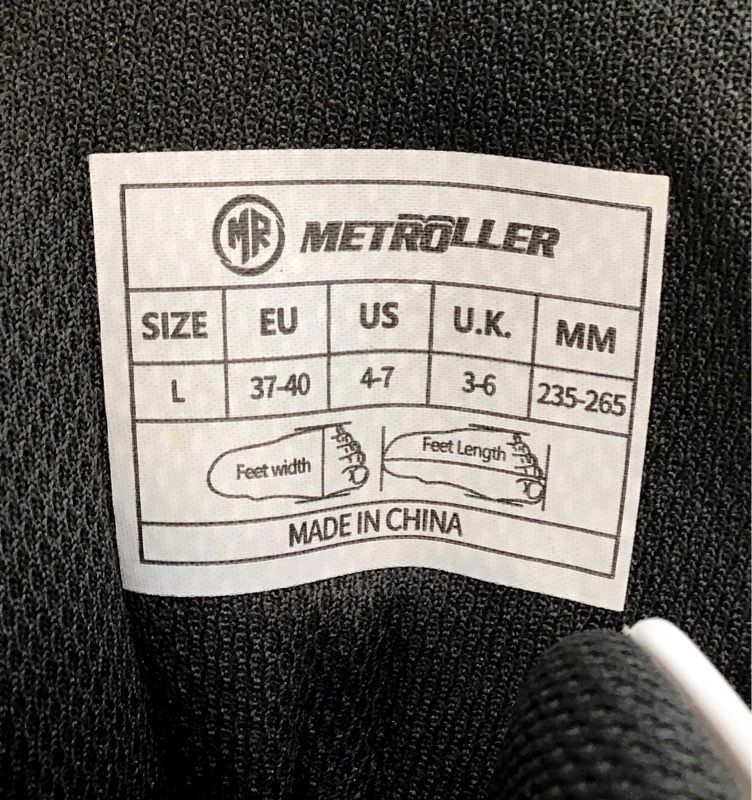 MR METROLLER
SIZE EU US U.K. MM
L 37-40 4-7 3-6 235-265
Feet width Feet Length
MADE IN CHINA